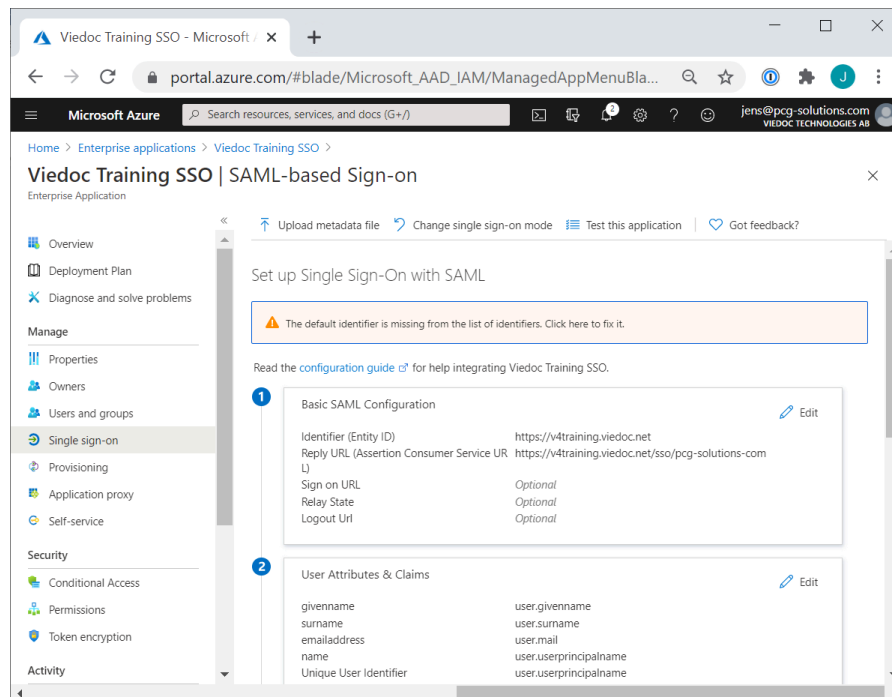 Viedoc Training SSO - Microsoft
portal.azure.com/#blade/Microsoft_AAD_IAM/ManagedAppMenuBla...
J
Microsoft Azure
Search resources, services, and docs (G+/)
2
jens@pcg-solutions.com
VIEDOC TECHNOLOGIES AB
Home > Enterprise applications > Viedoc Training SSO >
Viedoc Training SSO | SAML-based Sign-on
Enterprise Application
Overview
Deployment Plan
Diagnose and solve problems
Manage
Properties
Owners
Users and groups
Single sign-on
Provisioning
Application proxy
Self-service
Security
Conditional Access
Permissions
Token encryption
Activity
Upload metadata file Change single sign-on mode Test this application Got feedback?
Set up Single Sign-On with SAML
The default identifier is missing from the list of identifiers. Click here to fix it.
Read the configuration guide for help integrating Viedoc Training SSO.
1
Basic SAML Configuration
Edit
Identifier (Entity ID) https://v4training.viedoc.net
Reply URL (Assertion Consumer Service UR https://v4training.viedoc.net/sso/pcg-solutions-com
L)
Sign on URL Optional
Relay State Optional
Logout Url Optional
2
User Attributes & Claims
Edit
givenname user.givenname
surname user.surname
emailaddress user.mail
name user.userprincipalname
Unique User Identifier user.userprincipalname